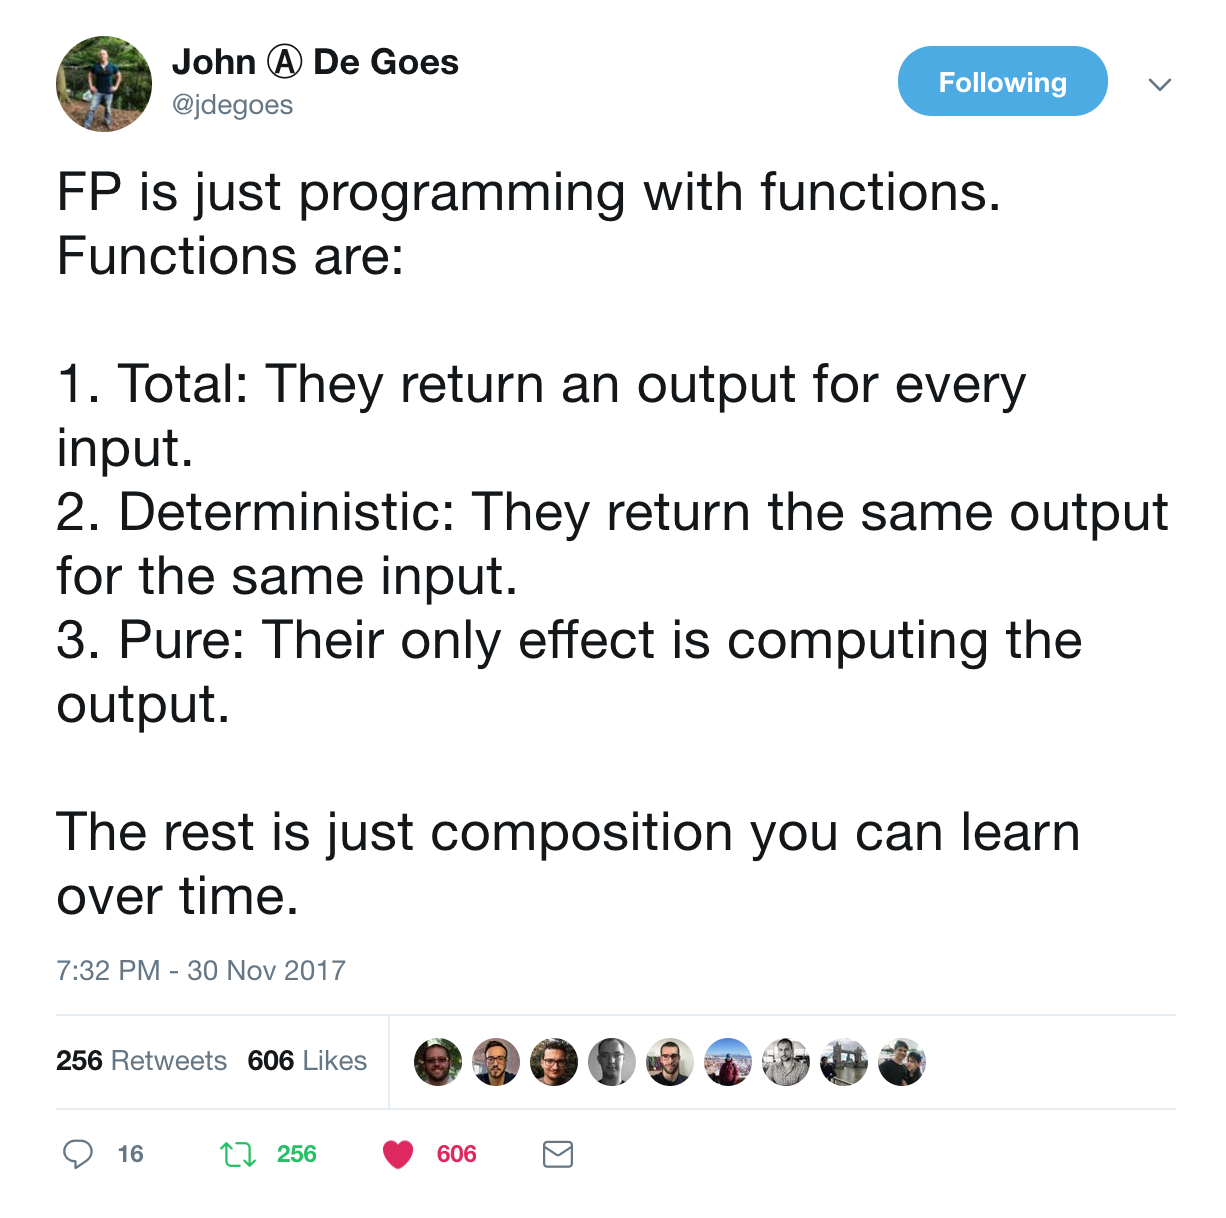 John Ⓐ De Goes
@jdegoes
Following
FP is just programming with functions.
Functions are:
1. Total: They return an output for every
input.
2. Deterministic: They return the same output
for the same input.
3. Pure: Their only effect is computing the
output.
The rest is just composition you can learn
over time.
7:32 PM - 30 Nov 2017
256 Retweets 606 Likes
16 256 606